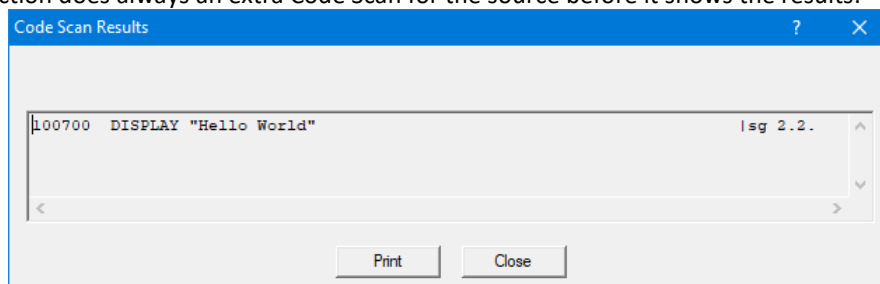 ction does always an extra Code Scan for the source before it shows the results.
Code Scan Results ? ×
100700 DISPLAY "Hello World" |sg 2.2.
Print Close